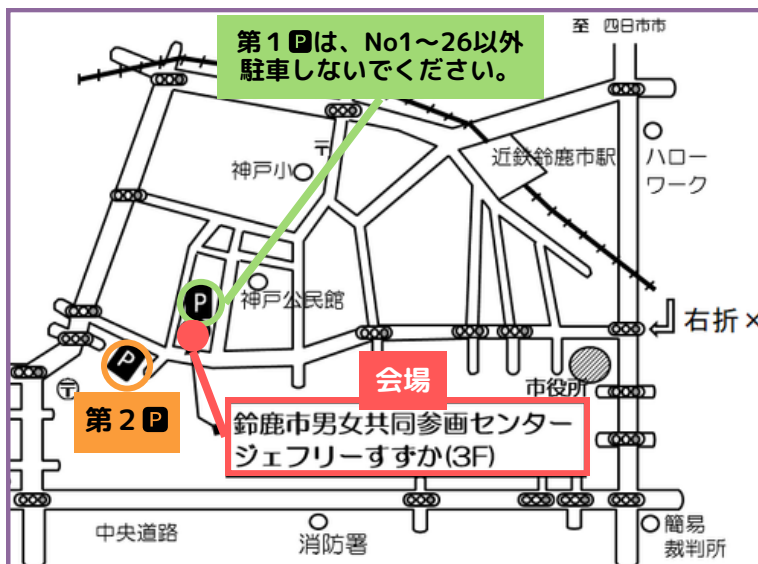 至 四日市市
第1Ⓟは、No1～26以外
駐車しないでください。
〒
神戸小
近鉄鈴鹿市駅
ハロー
ワーク
P
神戸公民館
右折×
P
会場
市役所
〒
第2P
鈴鹿市男女共同参画センター
ジェフリーすずか(3F)
中央道路
消防署
簡易
裁判所